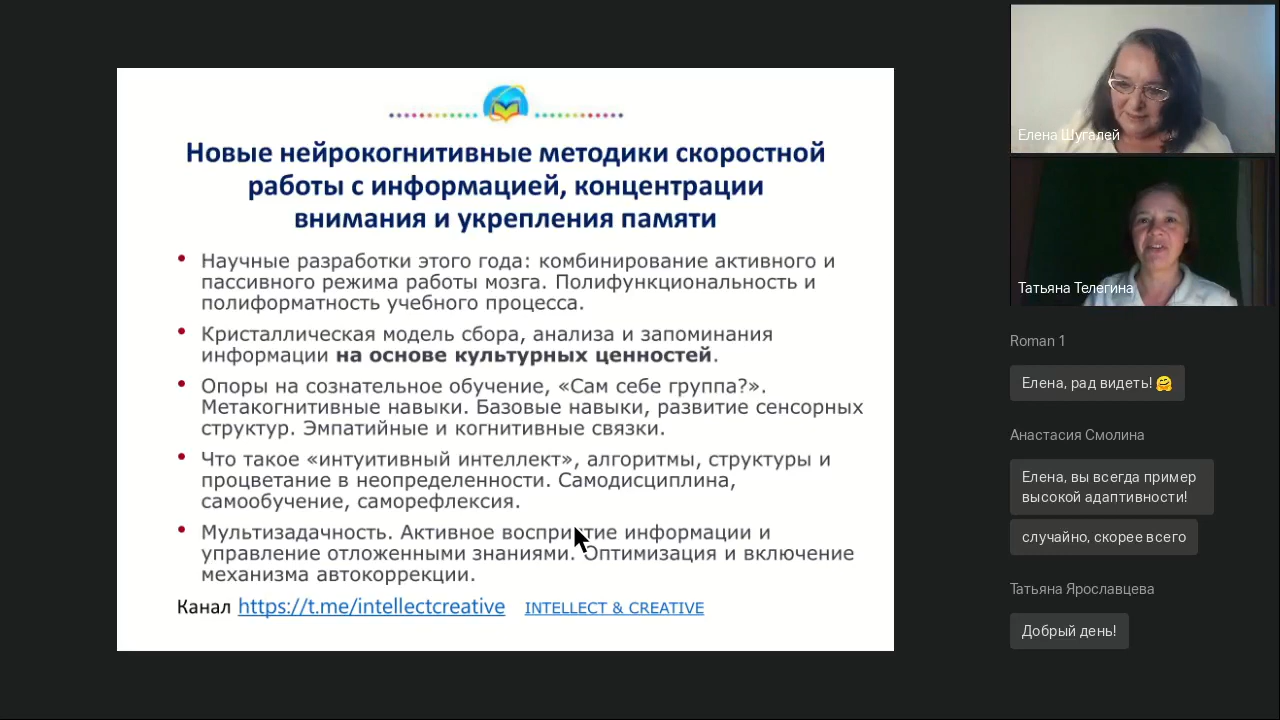 Новые нейрокогнитивные методики скоростной
работы с информацией, концентрации
внимания и укрепления памяти
• Научные разработки этого года: комбинирование активного и
пассивного режима работы мозга. Полифункциональность и
полиформатность учебного процесса.
• Кристаллическая модель сбора, анализа и запоминания
информации на основе культурных ценностей.
• Опоры на сознательное обучение, «Сам себе группа?».
Метакогнитивные навыки. Базовые навыки, развитие сенсорных
структур. Эмпатийные и когнитивные связки.
• Что такое «интуитивный интеллект», алгоритмы, структуры и
процветание в неопределенности. Самодисциплина,
самообучение, саморефлексия.
• Мультизадачность. Активное восприятие информации и
управление отложенными знаниями. Оптимизация и включение
механизма автокоррекции.
Канал https://t.me/intellectcreative INTELLECT & CREATIVE
Елена Шугалей
Татьяна Телегина
Roman 1
Елена, рад видеть! 🤗
Анастасия Смолина
Елена, вы всегда пример
высокой адаптивности!
случайно, скорее всего
Татьяна Ярославцева
Добрый день!